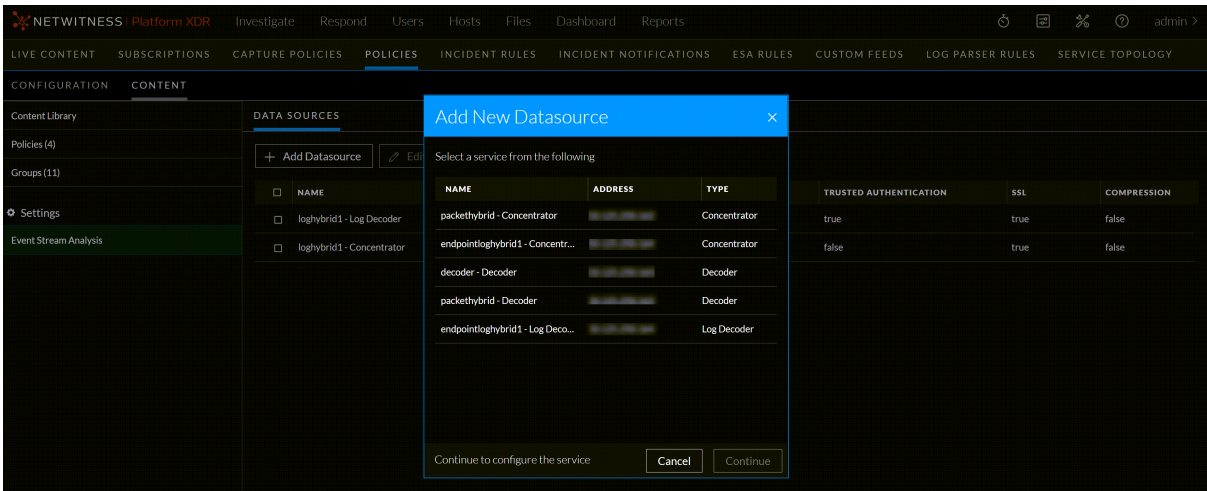 NETWITNESS Platform XDR Investigate Respond Users Hosts Files Dashboard Reports admin >
LIVE CONTENT SUBSCRIPTIONS CAPTURE POLICIES POLICIES INCIDENT RULES INCIDENT NOTIFICATIONS ESA RULES CUSTOM FEEDS LOG PARSER RULES SERVICE TOPOLOGY
CONFIGURATION CONTENT
Content Library
Policies (4)
Groups (11)
Settings
Event Stream Analysis
DATA SOURCES
+ Add Datasource Edi
NAME TRUSTED AUTHENTICATION SSL COMPRESSION
loghybrid1 - Log Decoder true true false
loghybrid1 - Concentrator false true false
Add New Datasource ×
Select a service from the following
NAME ADDRESS TYPE
packethybrid - Concentrator Concentrator
endpointloghybrid1 - Concentr... Concentrator
decoder - Decoder Decoder
packethybrid - Decoder Decoder
endpointloghybrid1 - Log Deco... Log Decoder
Continue to configure the service Cancel Continue